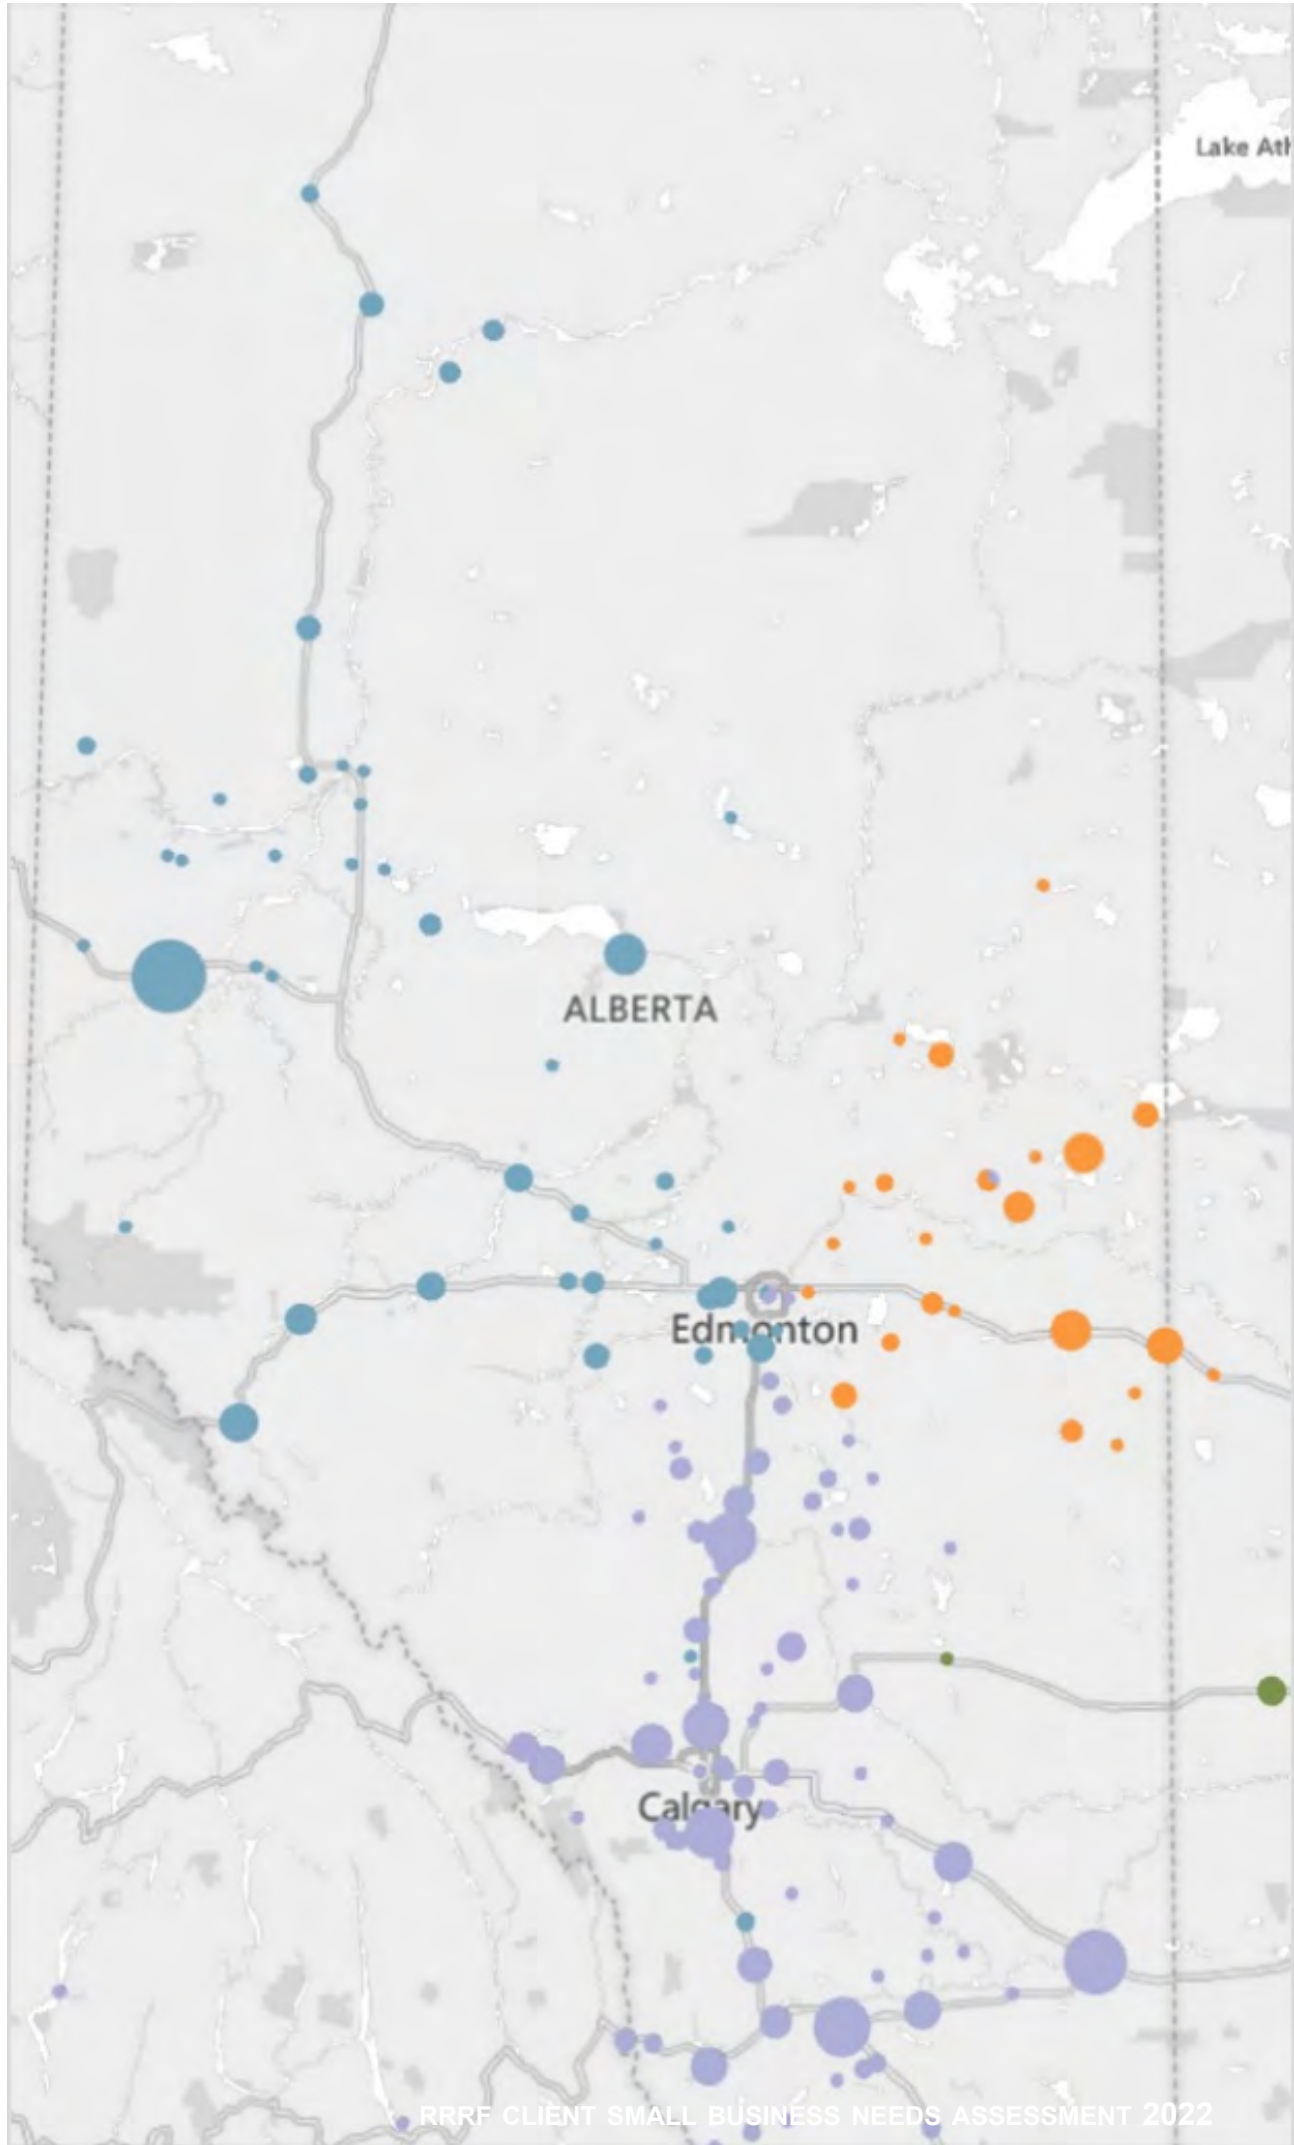 Lake Ath
ALBERTA
Edmonton
Calgary
RRRF CLIENT SMALL BUSINESS NEEDS ASSESSMENT 2022